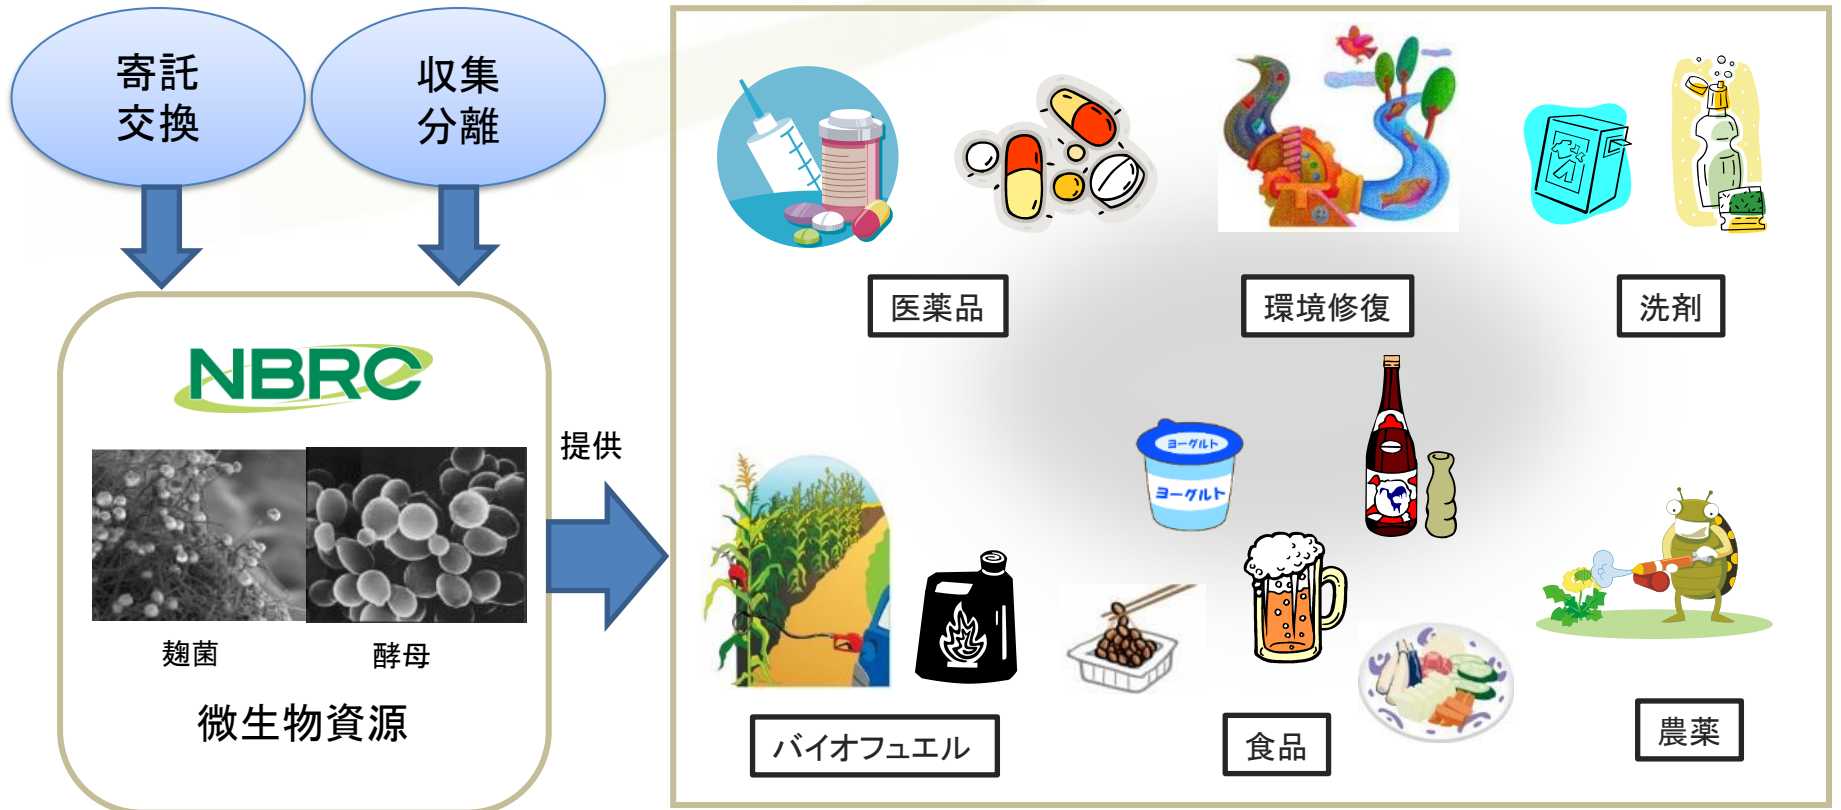 寄託
交換
収集
分離
NBRC
麹菌
酵母
微生物資源
提供
医薬品
環境修復
洗剤
ヨーグルト
ヨーグルト
バイオフュエル
食品
農薬